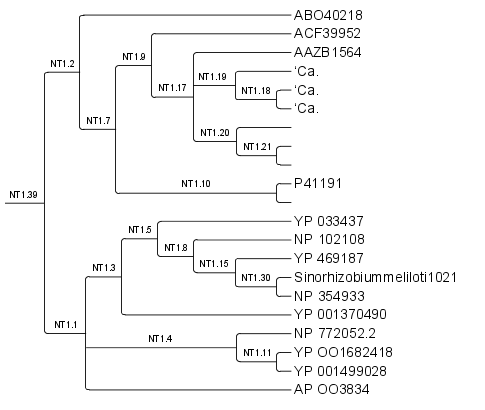 ABO40218
ACF39952
NT1.9
AAZB1564
NT1.2
'Ca.
NT1.19
NT1.17
'Ca.
NT1.18
'Ca.
NT1.7
NT1.20
NT1.21
P41191
NT1.10
NT1.39
YP 033437
NT1.5
NP 102108
NT1.8
YP 469187
NT1.15
NT1.3
Sinorhizobiummeliloti1021
NT1.30
NP 354933
YP 001370490
NT1.1
NP 772052.2
NT1.4
YP OO1682418
NT1.11
YP 001499028
AP OO3834